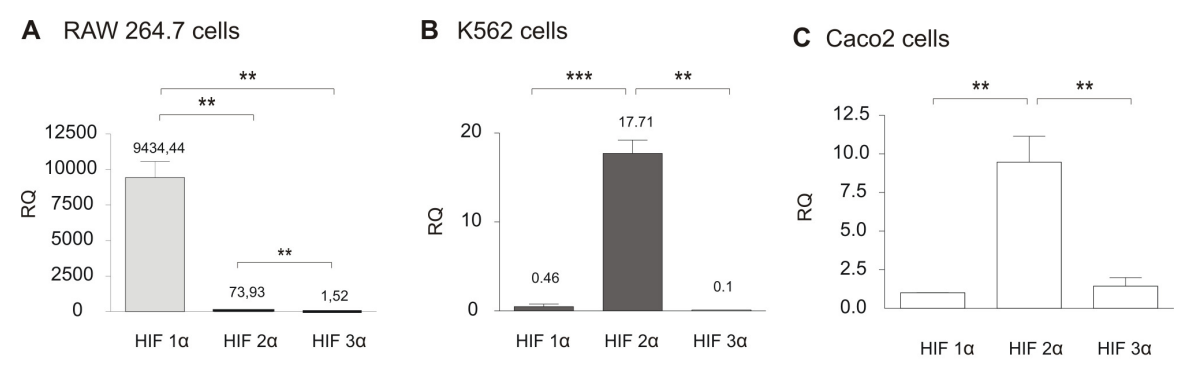 A RAW 264.7 cells
**
**
12500
10000
7500
5000
2500
0
RQ
9434,44
**
73,93
1,52
HIF 1α HIF 2α HIF 3α
B K562 cells
*** **
20
10
0
RQ
17.71
0.46
0.1
HIF 1α HIF 2α HIF 3α
C Caco2 cells
** **
12.5
10.0
7.5
5.0
2.5
0.0
RQ
HIF 1α HIF 2α HIF 3α